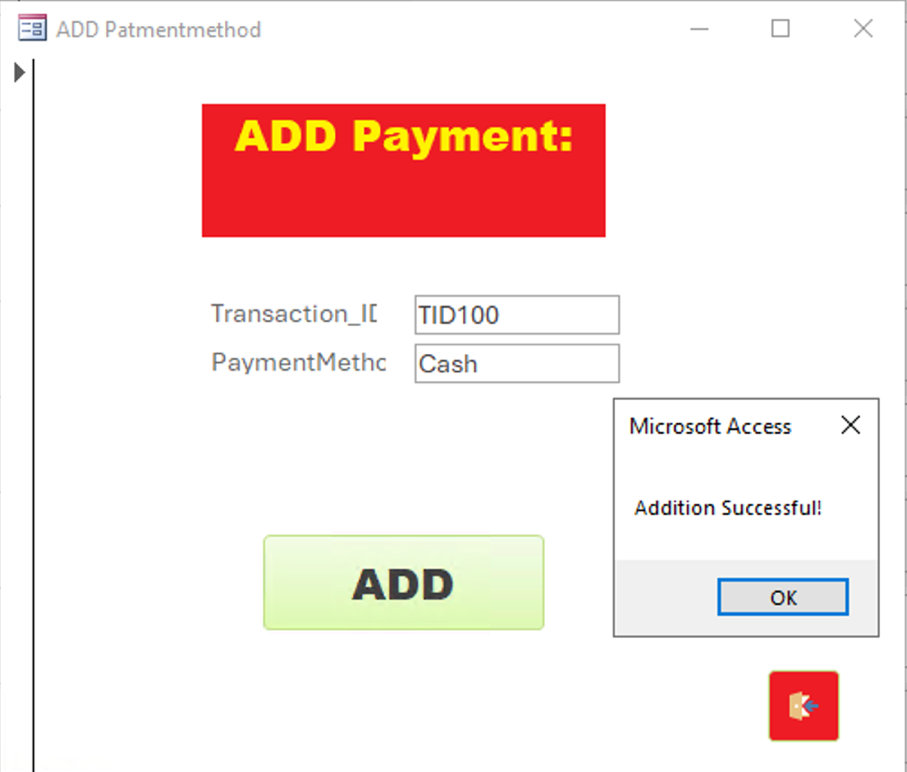 ADD Patmentmethod
ADD Payment:
Transaction_ID TID100
PaymentMetho Cash
Microsoft Access
Addition Successful!
ADD
OK